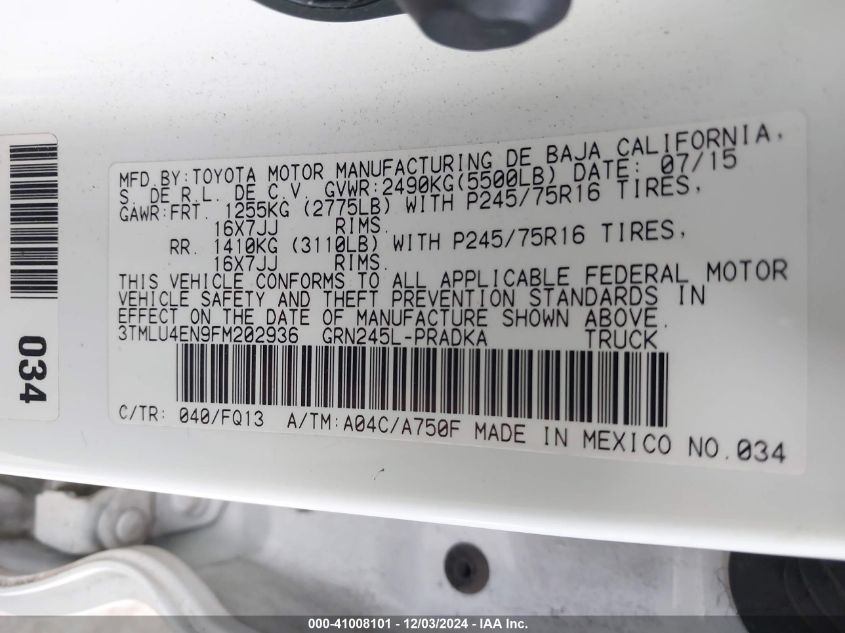 MFD BY:TOYOTA MOTOR MANUFACTURING DE BAJA CALIFORNIA,
S. DE R.L. DE C.V. GVWR:2490KG(5500LB) DATE: 07/15
GAWR:FRT. 1255KG (2775LB) WITH P245/75R16 TIRES,
16X7JJ RIMS.
RR. 1410KG (3110LB) WITH P245/75R16 TIRES,
16X7JJ RIMS.
THIS VEHICLE CONFORMS TO ALL APPLICABLE FEDERAL MOTOR
VEHICLE SAFETY AND THEFT PREVENTION STANDARDS IN
EFFECT ON THE DATE OF MANUFACTURE SHOWN ABOVE.
3TMLU4EN9FM202936 GRN245L-PRADKA TRUCK
C/TR: 040/FQ13 A/TM:A04C/A750F MADE IN MEXICO NO.034
034
000-41008101 - 12/03/2024 - IAA Inc.